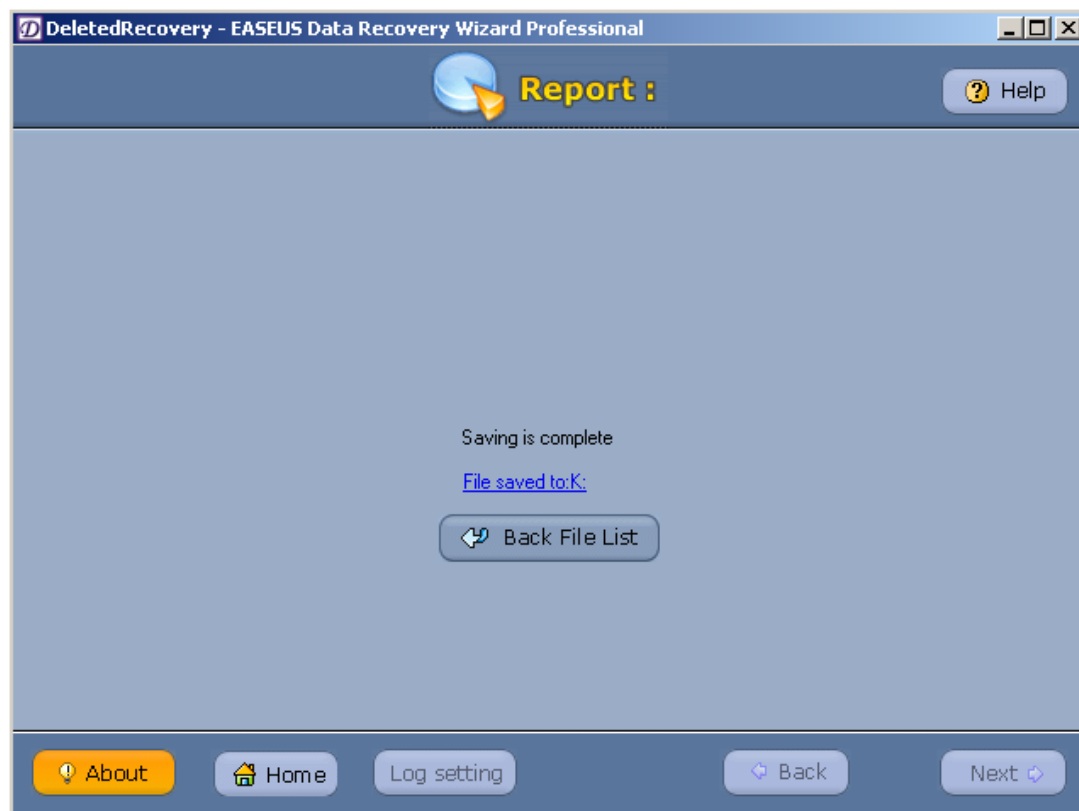 DeletedRecovery - EASEUS Data Recovery Wizard Professional
Report :
Help
Saving is complete
File saved to:K:
Back File List
About
Home
Log setting
Back
Next